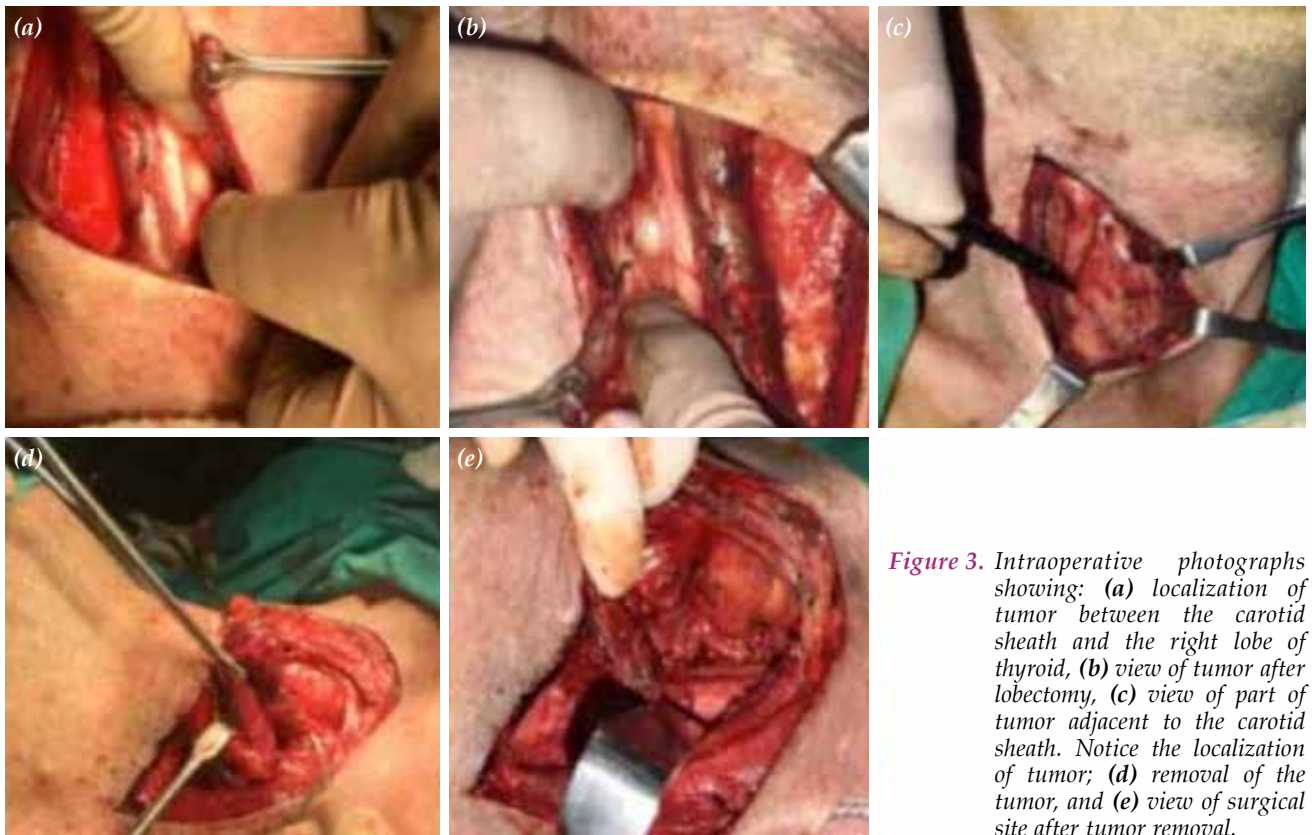 (a)
(b)
(c)
(d)
(e)
Figure 3. Intraoperative photographs
showing: (a) localization of
tumor between the carotid
sheath and the right lobe of
thyroid, (b) view of tumor after
lobectomy, (c) view of part of
tumor adjacent to the carotid
sheath. Notice the localization
of tumor; (d) removal of the
tumor, and (e) view of surgical
site after tumor removal.